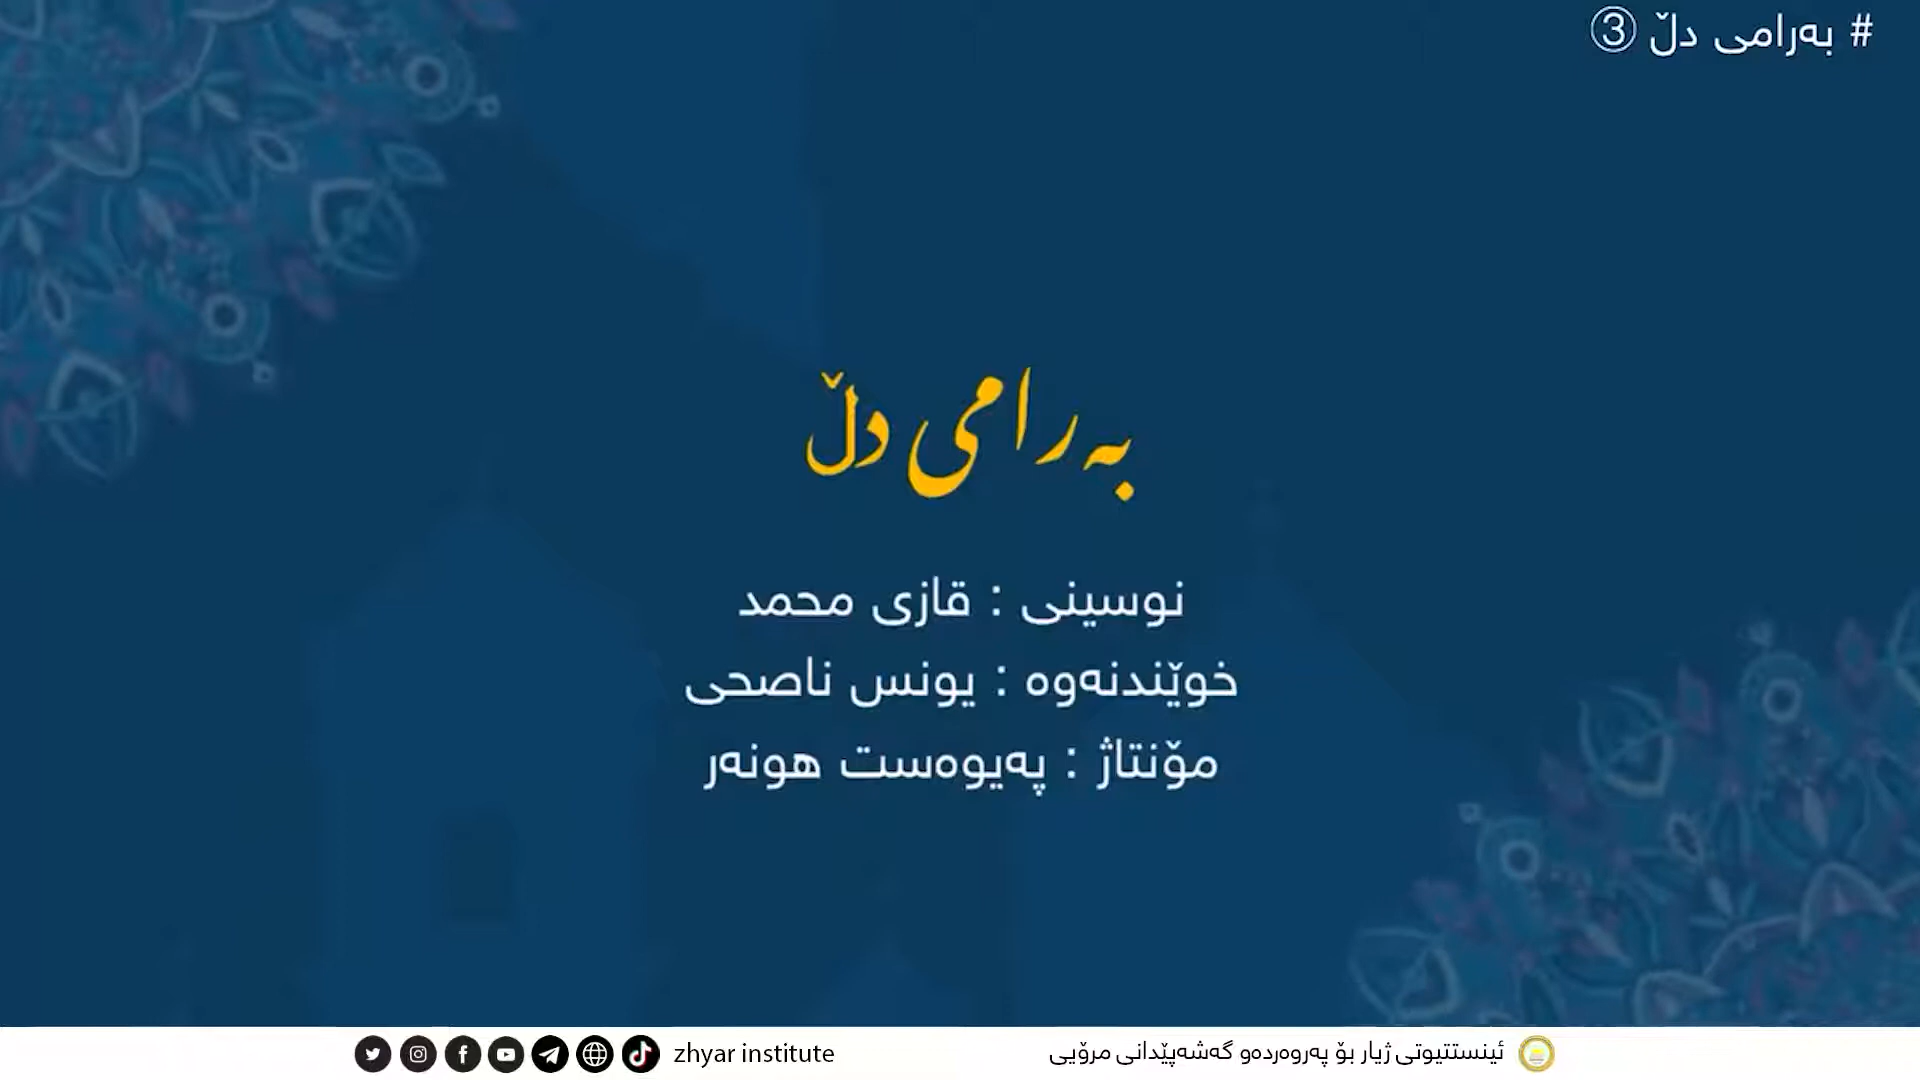 # بەرامی دڵ ③
بەرامی دڵ
نوسینی : قازی محمد
خوێندنەوە : یونس ناصحی
مۆنتاژ : پەیوەست هونەر
zhyar institute
ئینستتیوتی ژیار بۆ پەروەردەو گەشەپێدانی مرۆیی